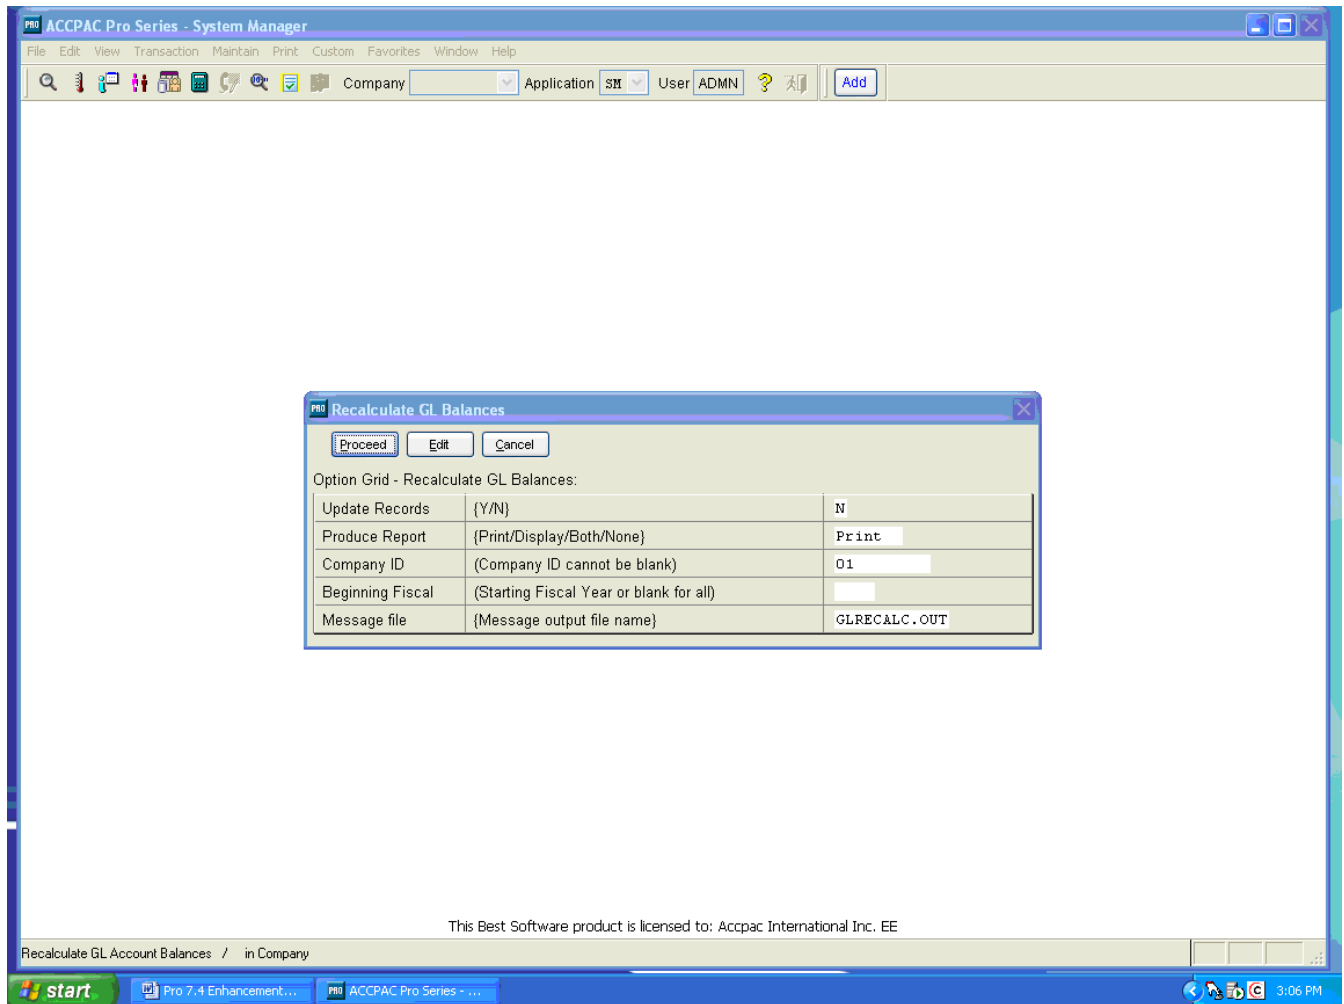 PRO ACCPAC Pro Series - System Manager
File Edit View Transaction Maintain Print Custom Favorites Window Help
Company Application SM User ADMN Add
PRO Recalculate GL Balances
Proceed Edit Cancel
Option Grid - Recalculate GL Balances:
Update Records {Y/N} N
Produce Report {Print/Display/Both/None} Print
Company ID (Company ID cannot be blank) 01
Beginning Fiscal (Starting Fiscal Year or blank for all)
Message file {Message output file name} GLRECALC.OUT
This Best Software product is licensed to: Accpac International Inc. EE
Recalculate GL Account Balances / in Company
start Pro 7.4 Enhancement... PRO ACCPAC Pro Series - ... 3:06 PM